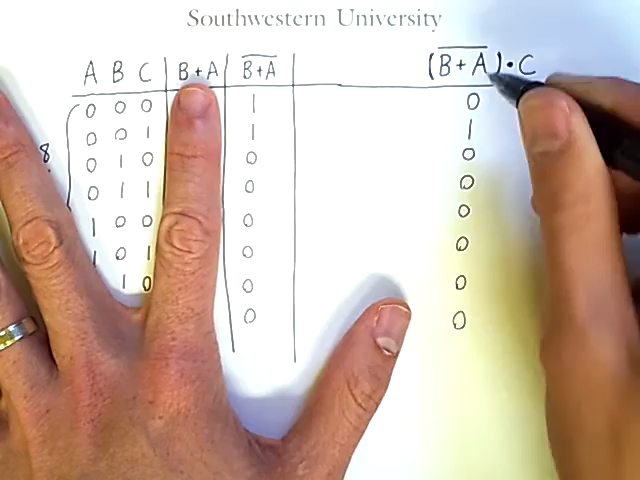 Southwestern University
A B C B+A B̅+̅A̅ (B̅+̅A̅)•C
0 0 0 1 0
0 0 1 1 1
8 0 1 0 0 0
0 1 1 0 0
1 0 0 0 0
1 0 1 0 0
1 0 0 0
0 0